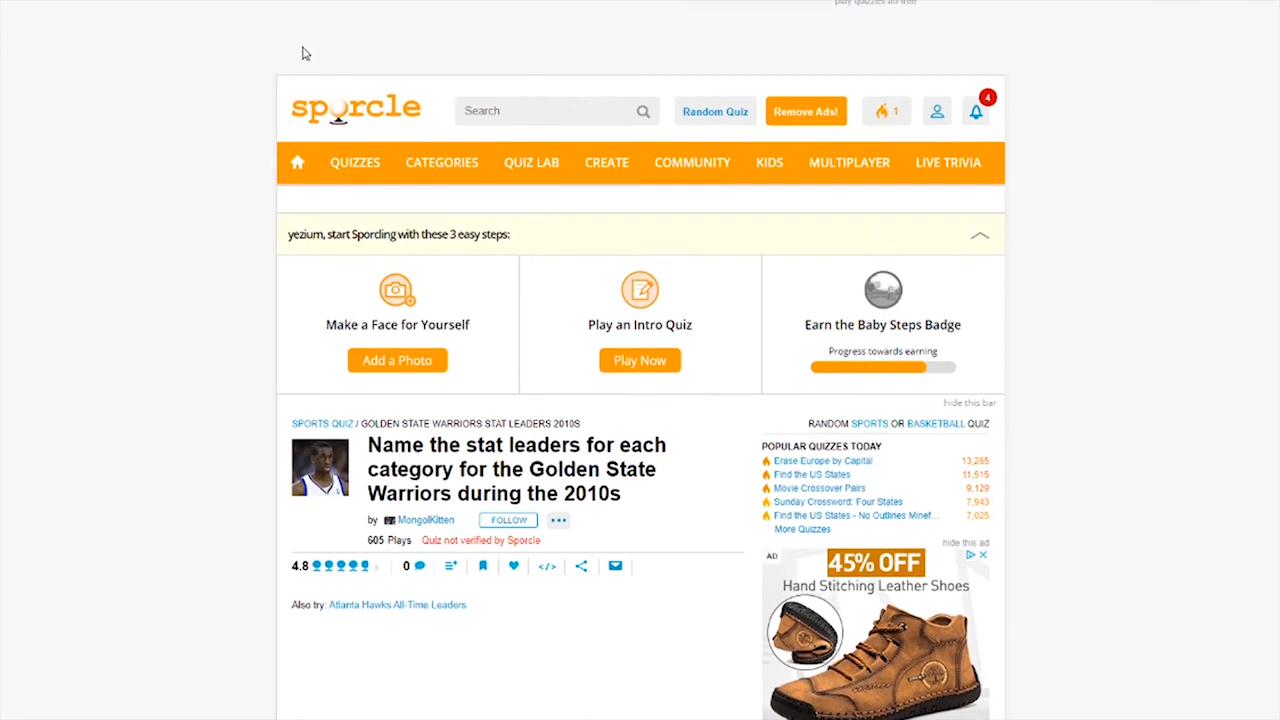 play quizzes ad-free
sporcle
Search
Random Quiz
Remove Ads!
1
4
QUIZZES
CATEGORIES
QUIZ LAB
CREATE
COMMUNITY
KIDS
MULTIPLAYER
LIVE TRIVIA
yezium, start Sporcling with these 3 easy steps:
Make a Face for Yourself
Add a Photo
Play an Intro Quiz
Play Now
Earn the Baby Steps Badge
Progress towards earning
hide this bar
SPORTS QUIZ / GOLDEN STATE WARRIORS STAT LEADERS 2010S
Name the stat leaders for each
category for the Golden State
Warriors during the 2010s
by MongolKitten
FOLLOW
605 Plays Quiz not verified by Sporcle
4.8
0
Also try: Atlanta Hawks All-Time Leaders
RANDOM SPORTS OR BASKETBALL QUIZ
POPULAR QUIZZES TODAY
Erase Europe by Capital 13,265
Find the US States 11,515
Movie Crossover Pairs 9,129
Sunday Crossword: Four States 7,943
Find the US States - No Outlines Minef... 7,025
More Quizzes
hide this ad
AD
45% OFF
Hand Stitching Leather Shoes